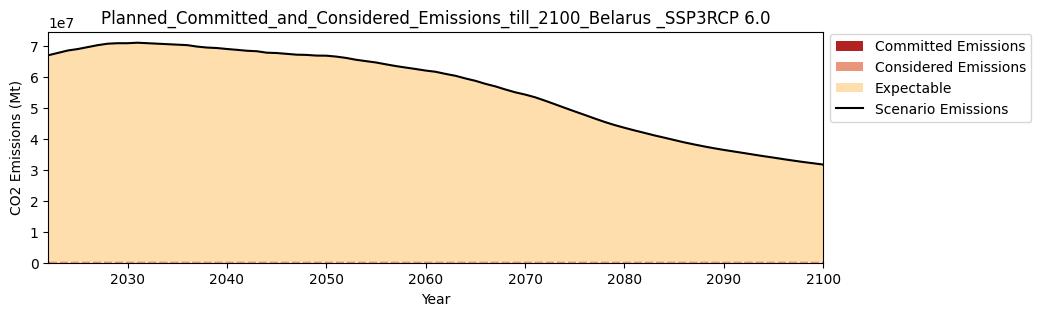 Planned_Committed_and_Considered_Emissions_till_2100_Belarus _SSP3RCP 6.0
1e7
7
6
5
4
3
2
1
0
CO2 Emissions (Mt)
2030 2040 2050 2060 2070 2080 2090 2100
Year
Committed Emissions
Considered Emissions
Expectable
Scenario Emissions